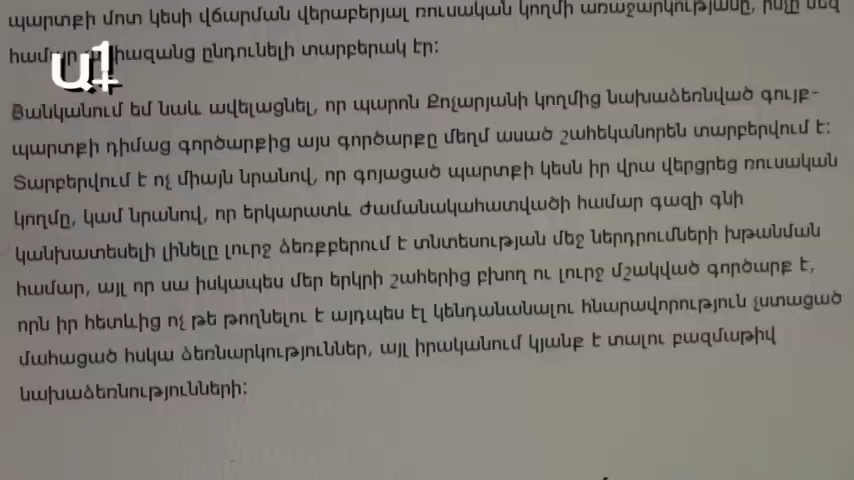 պարտքի մոտ կեսի վճարման վերաբերյալ ռուսական կողմի առաջարկությանը, ինչը մեզ
համար միազանց ընդունելի տարբերակ էր:
Ա1
Ցանկանում եմ նաև ավելացնել, որ պարոն Քոչարյանի կողմից նախաձեռնված գույք-
պարտքի դիմաց գործարքից այս գործարքը մեղմ ասած շահեկանորեն տարբերվում է:
Տարբերվում է ոչ միայն նրանով, որ գոյացած պարտքի կեսն իր վրա վերցրեց ռուսական
կողմը, կամ նրանով, որ երկարատև ժամանակահատվածի համար գազի գնի
կանխատեսելի լինելը լուրջ ձեռքբերում է տնտեսության մեջ ներդրումների խթանման
համար, այլ որ սա իսկապես մեր երկրի շահերից բխող ու լուրջ մշակված գործարք է,
որն իր հետևից ոչ թե թողնելու է այդպես էլ կենդանանալու հնարավորություն չստացած
մահացած հսկա ձեռնարկություններ, այլ իրականում կյանք է տալու բազմաթիվ
նախաձեռնությունների: